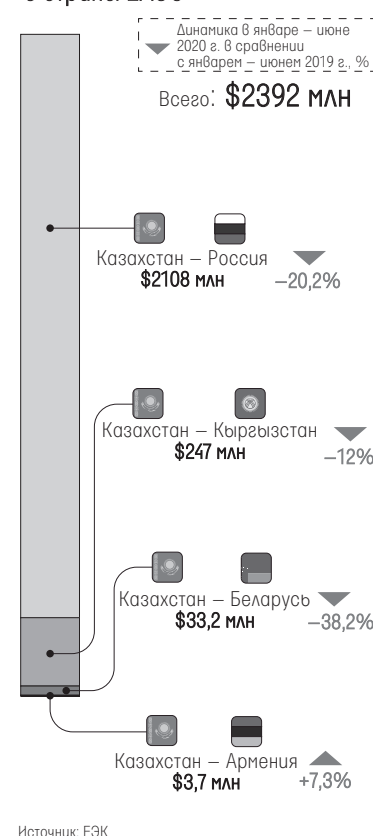 Динамика в январе – июне
2020 г. в сравнении
с январем – июнем 2019 г., %
Всего: $2392 млн
Казахстан – Россия
$2108 млн
–20,2%
Казахстан – Кыргызстан
$247 млн
–12%
Казахстан – Беларусь
$33,2 млн
–38,2%
Казахстан – Армения
$3,7 млн
+7,3%
Источник: ЕЭК